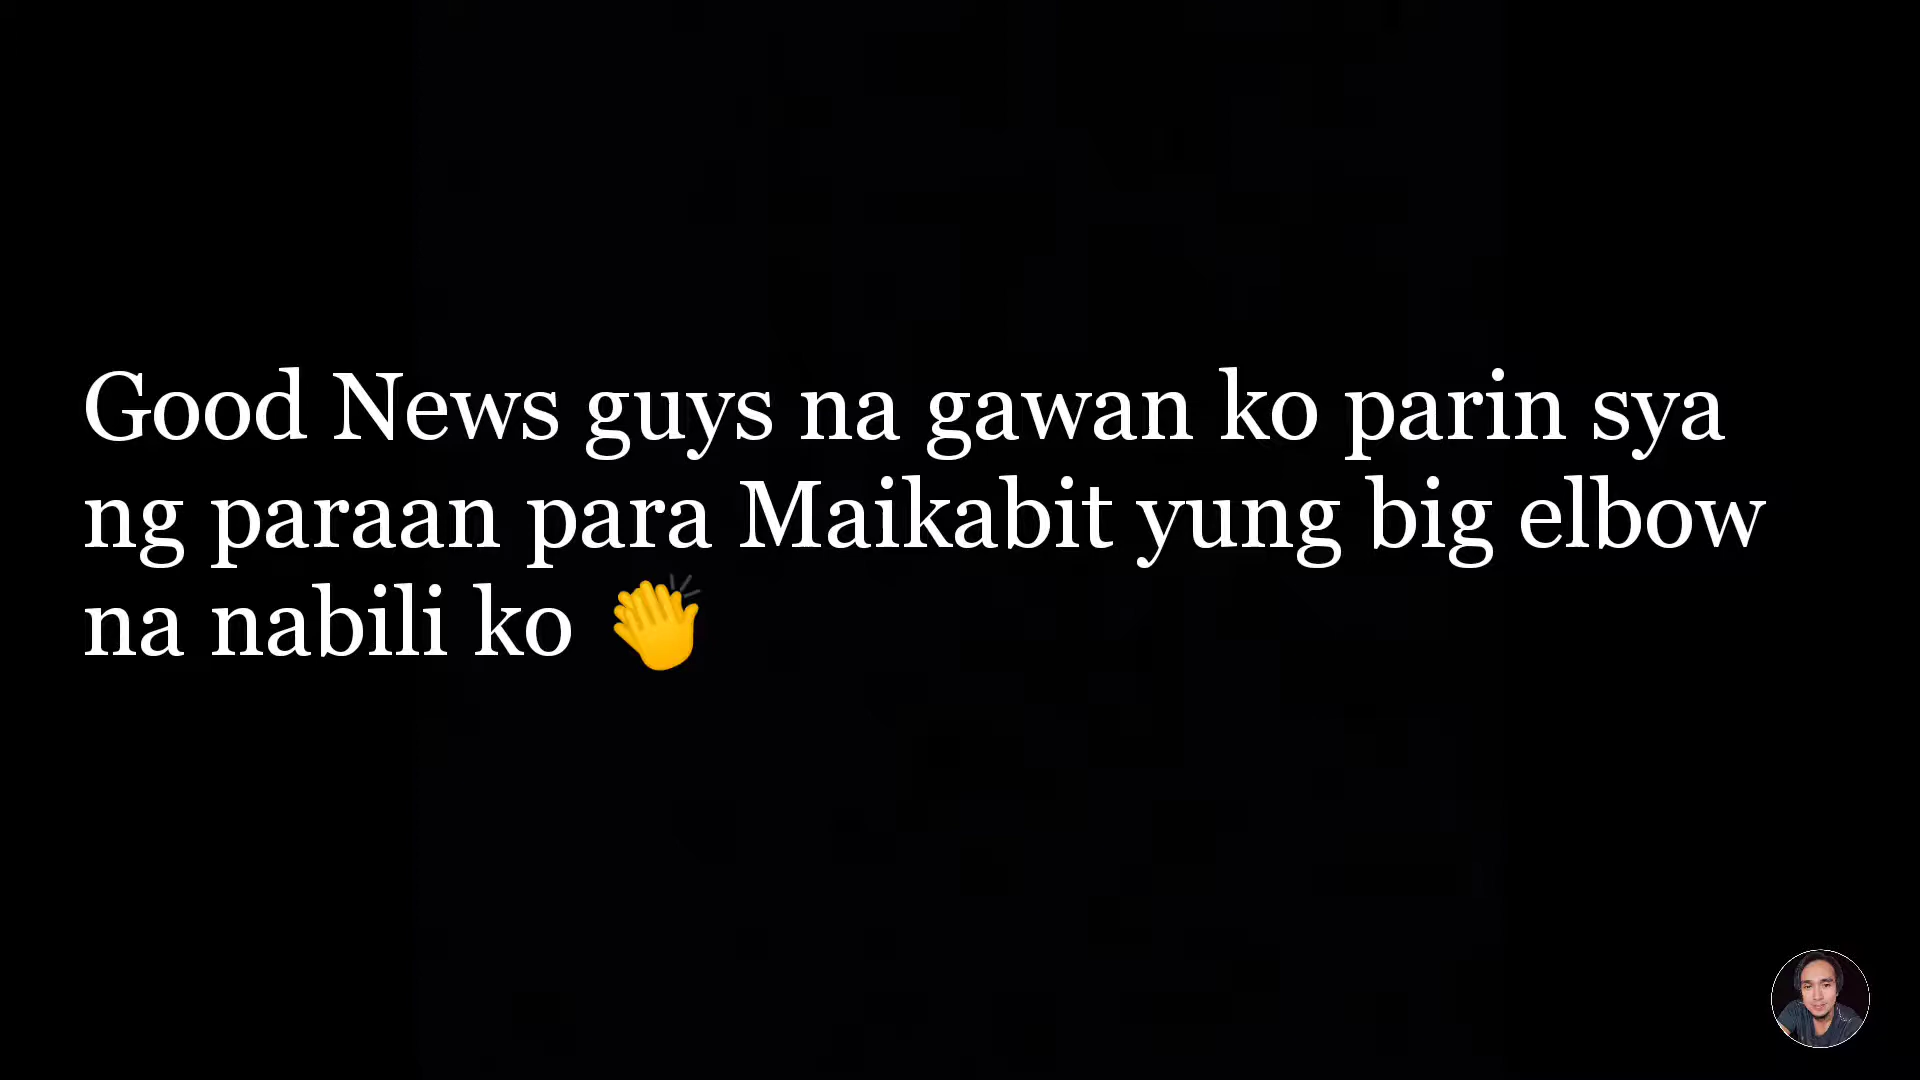 Good News guys na gawan ko parin sya
ng paraan para Maikabit yung big elbow
na nabili ko 👏